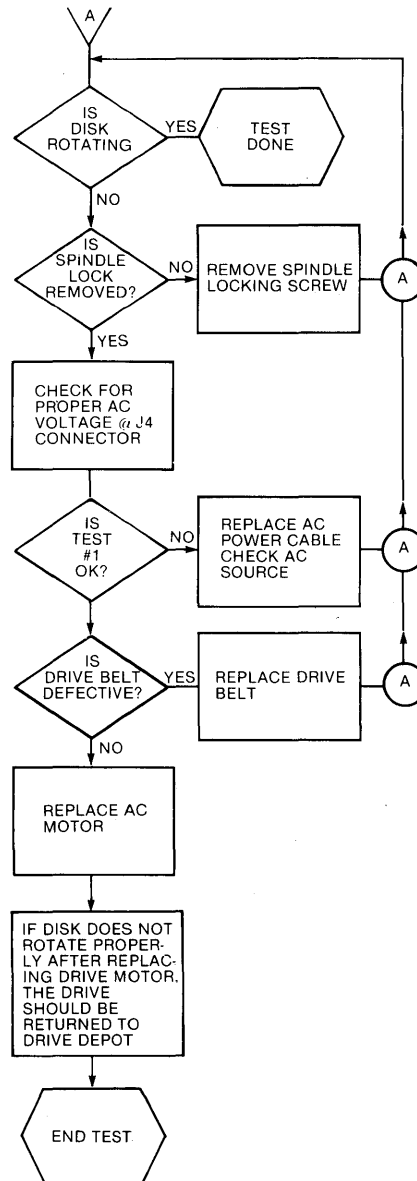 A
IS
DISK
ROTATING
YES
TEST
DONE
NO
IS
SPINDLE
LOCK
REMOVED?
NO
REMOVE SPINDLE
LOCKING SCREW
A
YES
CHECK FOR
PROPER AC
VOLTAGE @ J4
CONNECTOR
IS
TEST
#1
OK?
NO
REPLACE AC
POWER CABLE
CHECK AC
SOURCE
A
IS
DRIVE BELT
DEFECTIVE?
YES
REPLACE DRIVE
BELT
A
NO
REPLACE AC
MOTOR
IF DISK DOES NOT
ROTATE PROPER-
LY AFTER REPLAC-
ING DRIVE MOTOR,
THE DRIVE
SHOULD BE
RETURNED TO
DRIVE DEPOT
END TEST